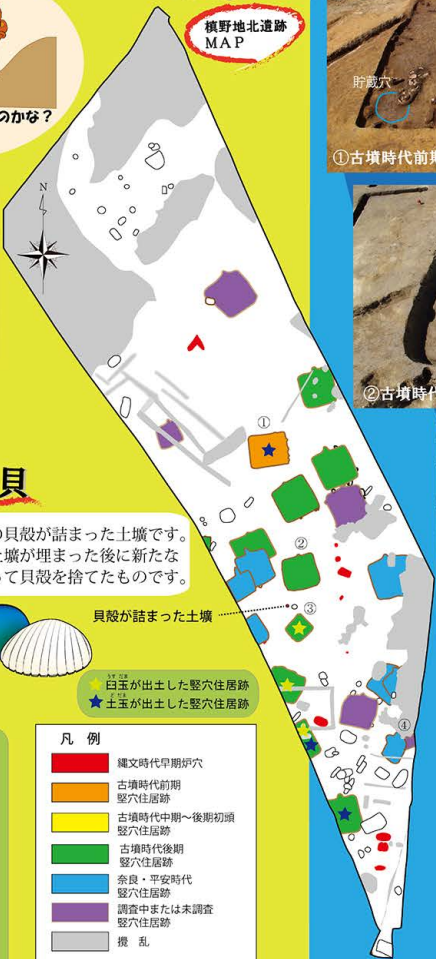 槙野地北遺跡
MAP
のかな？
貯蔵穴
①古墳時代前期
②古墳時代
N
①
②
③
④
貝
の貝殻が詰まった土壙です。
土壙が埋まった後に新たな
って貝殻を捨てたものです。
貝殻が詰まった土壙
うすだま
臼玉が出土した竪穴住居跡
どだま
土玉が出土した竪穴住居跡
凡 例
縄文時代早期炉穴
古墳時代前期
竪穴住居跡
古墳時代中期〜後期初頭
竪穴住居跡
古墳時代後期
竪穴住居跡
奈良・平安時代
竪穴住居跡
調査中または未調査
竪穴住居跡
攪 乱